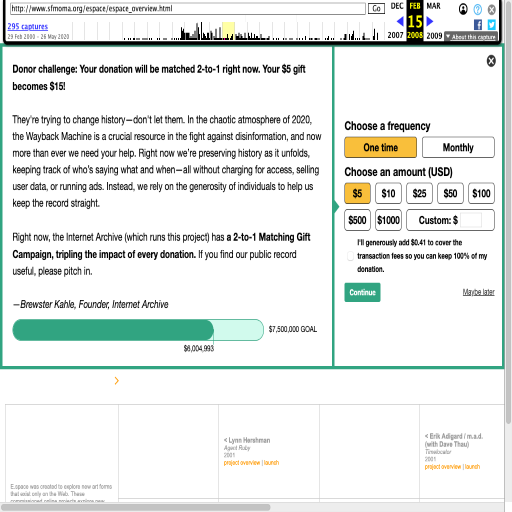 http://www.sfmoma.org/espace/espace_overview.html
Go
DEC FEB MAR
295 captures
15
29 Feb 2000 - 26 May 2020
2007 2008 2009
▼ About this capture
Donor challenge: Your donation will be matched 2-to-1 right now. Your $5 gift
becomes $15!
They're trying to change history—don't let them. In the chaotic atmosphere of 2020,
the Wayback Machine is a crucial resource in the fight against disinformation, and now
more than ever we need your help. Right now we're preserving history as it unfolds,
keeping track of who's saying what and when—all without charging for access, selling
user data, or running ads. Instead, we rely on the generosity of individuals to help us
keep the record straight.
Right now, the Internet Archive (which runs this project) has a 2-to-1 Matching Gift
Campaign, tripling the impact of every donation. If you find our public record
useful, please pitch in.
—Brewster Kahle, Founder, Internet Archive
$7,500,000 GOAL
$6,004,993
Choose a frequency
One time Monthly
Choose an amount (USD)
$5 $10 $25 $50 $100
$500 $1000 Custom: $
I'll generously add $0.41 to cover the
transaction fees so you can keep 100% of my
donation.
Continue Maybe later
< Lynn Hershman
Agent Ruby
2001
project overview | launch
< Erik Adigard / m.a.d.
(with Dave Thau)
Timelocator
2001
project overview | launch
E.space was created to explore new art forms
that exist only on the Web. These
commissioned online projects explore new